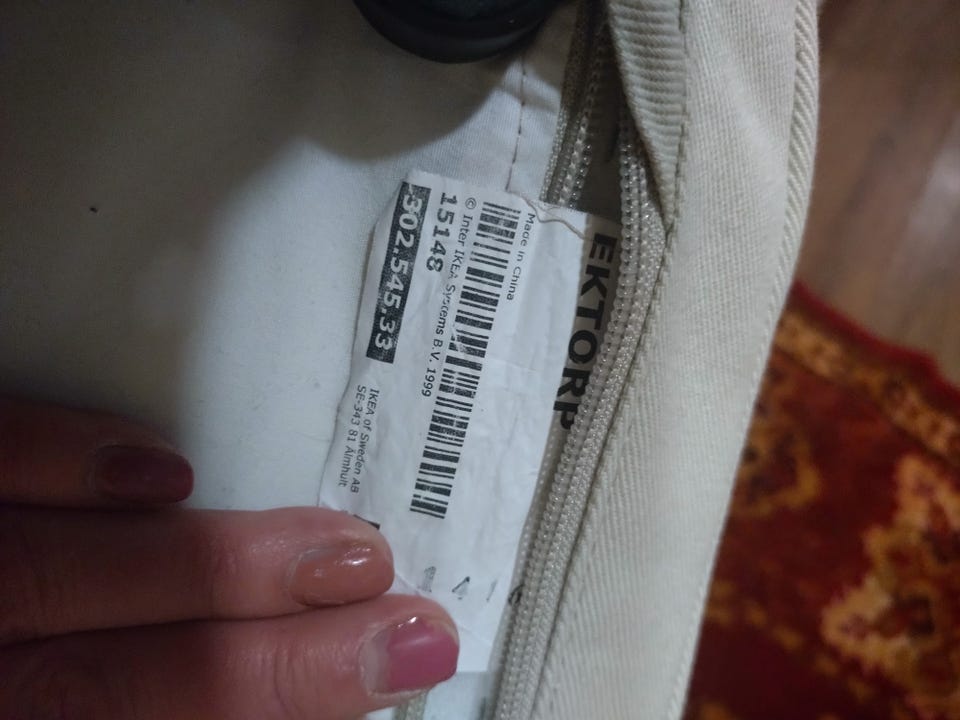 EKTORP
Made in China
© Inter IKEA Systems B.V. 1999
15148
302.545.33
IKEA of Sweden AB
SE-343 81 Älmhult